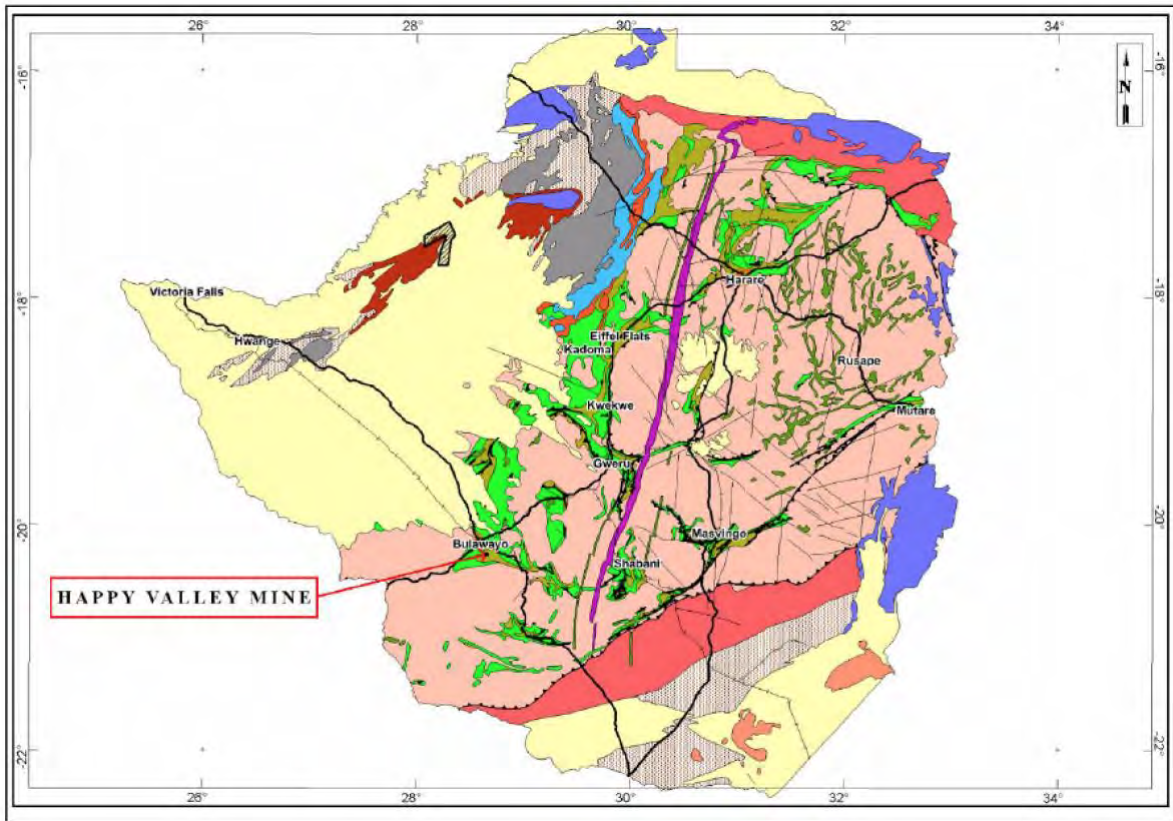 26° 28° 30° 32° 34°
-16° -16°
N
Victoria Falls
-18° -18°
Harare
Hwange
Eiffel Flats
Kadoma
Rusape
Kwekwe
Mutare
Gweru
-20° -20°
Bulawayo
Masvingo
Shabani
HAPPY VALLEY MINE
-22° -22°
26° 28° 30° 32° 34°